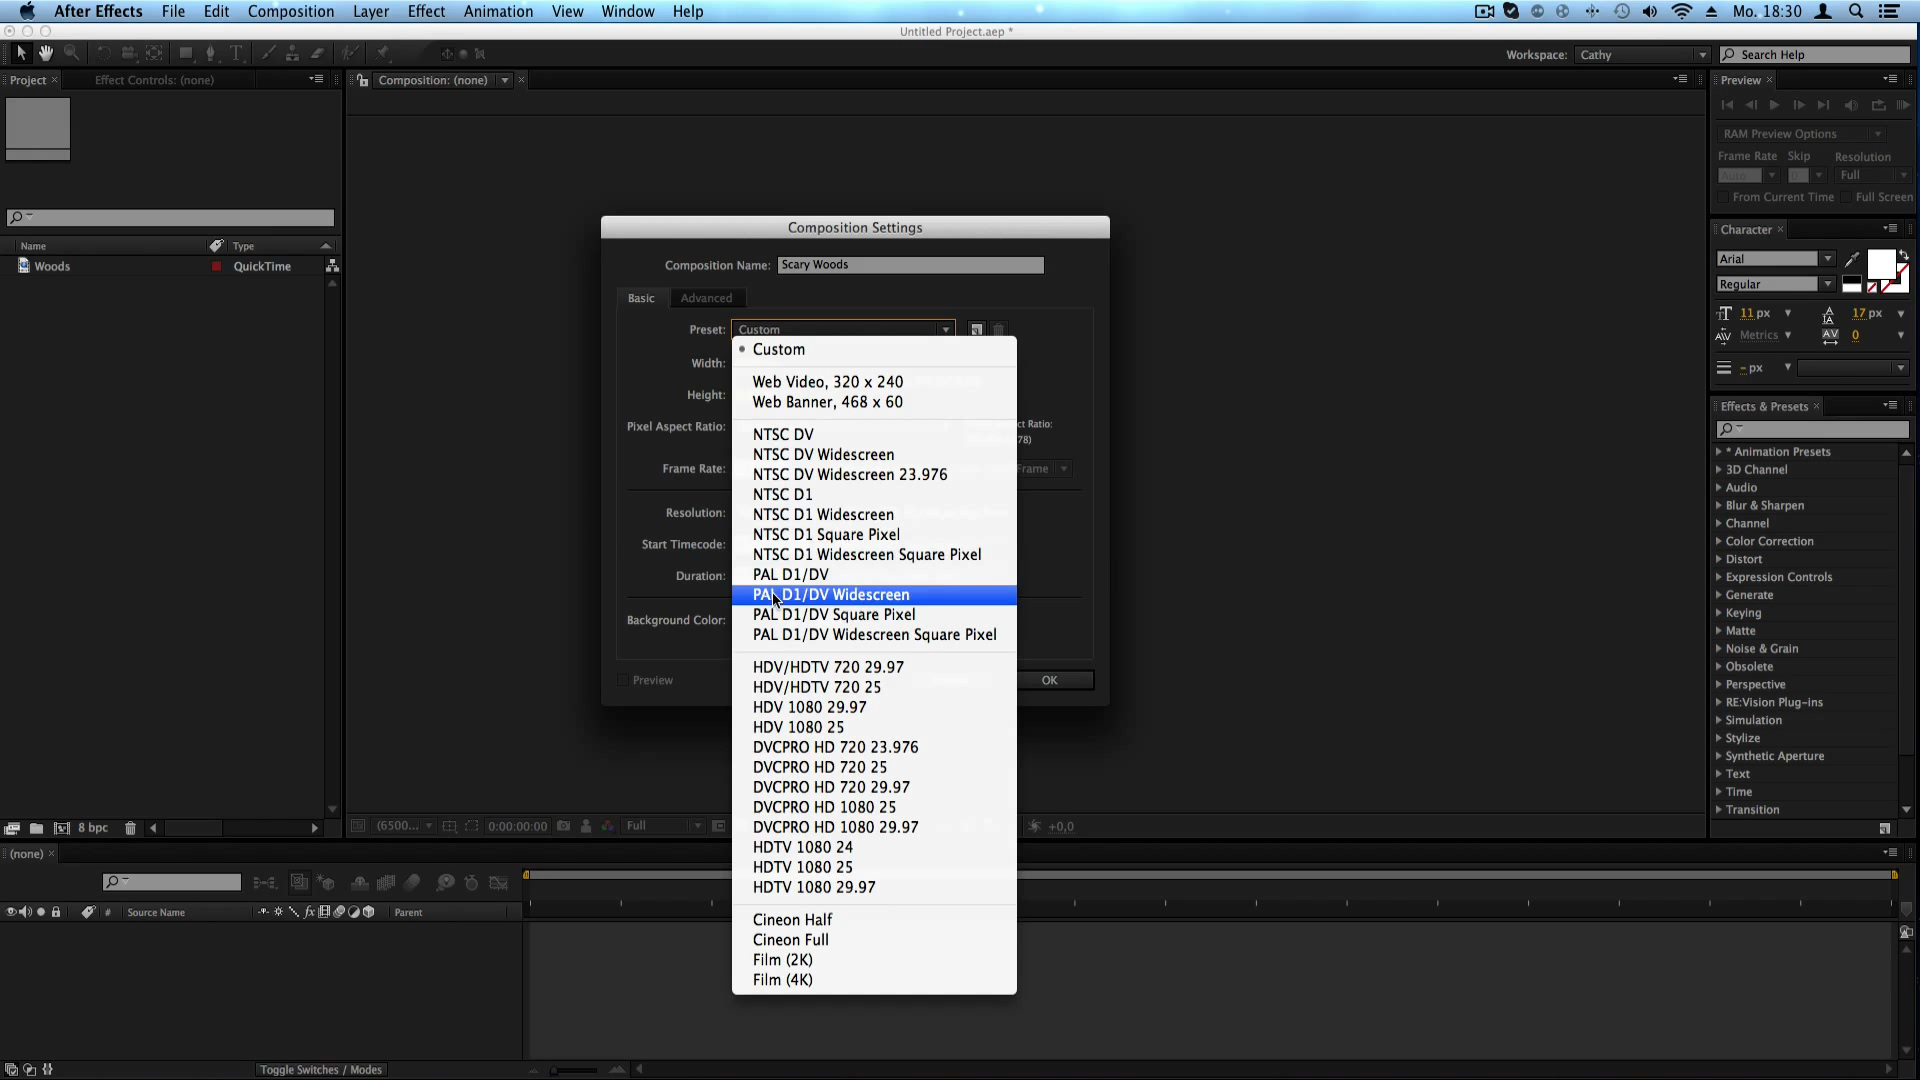 After Effects File Edit Composition Layer Effect Animation View Window Help Mo. 18:30
Untitled Project.aep *
Workspace: Cathy Search Help
Project Effect Controls: (none) Composition: (none) Preview
RAM Preview Options
Frame Rate Skip Resolution
Auto 0 Full
From Current Time Full Screen
Name Type
Woods QuickTime
Character
Arial
Regular
11 px 17 px
Metrics 0
- px
Effects & Presets
* Animation Presets
3D Channel
Audio
Blur & Sharpen
Channel
Color Correction
Distort
Expression Controls
Generate
Keying
Matte
Noise & Grain
Obsolete
Perspective
RE:Vision Plug-ins
Simulation
Stylize
Synthetic Aperture
Text
Time
Transition
Composition Settings
Composition Name: Scary Woods
Basic Advanced
Preset: Custom
Width:
Height:
Pixel Aspect Ratio:
Ratio:
78)
Frame Rate: Frame
Resolution:
Start Timecode:
Duration:
Background Color:
Preview OK
Custom
Web Video, 320 x 240
Web Banner, 468 x 60
NTSC DV
NTSC DV Widescreen
NTSC DV Widescreen 23.976
NTSC D1
NTSC D1 Widescreen
NTSC D1 Square Pixel
NTSC D1 Widescreen Square Pixel
PAL D1/DV
PAL D1/DV Widescreen
PAL D1/DV Square Pixel
PAL D1/DV Widescreen Square Pixel
HDV/HDTV 720 29.97
HDV/HDTV 720 25
HDV 1080 29.97
HDV 1080 25
DVCPRO HD 720 23.976
DVCPRO HD 720 25
DVCPRO HD 720 29.97
DVCPRO HD 1080 25
DVCPRO HD 1080 29.97
HDTV 1080 24
HDTV 1080 25
HDTV 1080 29.97
Cineon Half
Cineon Full
Film (2K)
Film (4K)
8 bpc (6500... 0:00:00:00 Full +0,0
(none)
# Source Name Parent
Toggle Switches / Modes